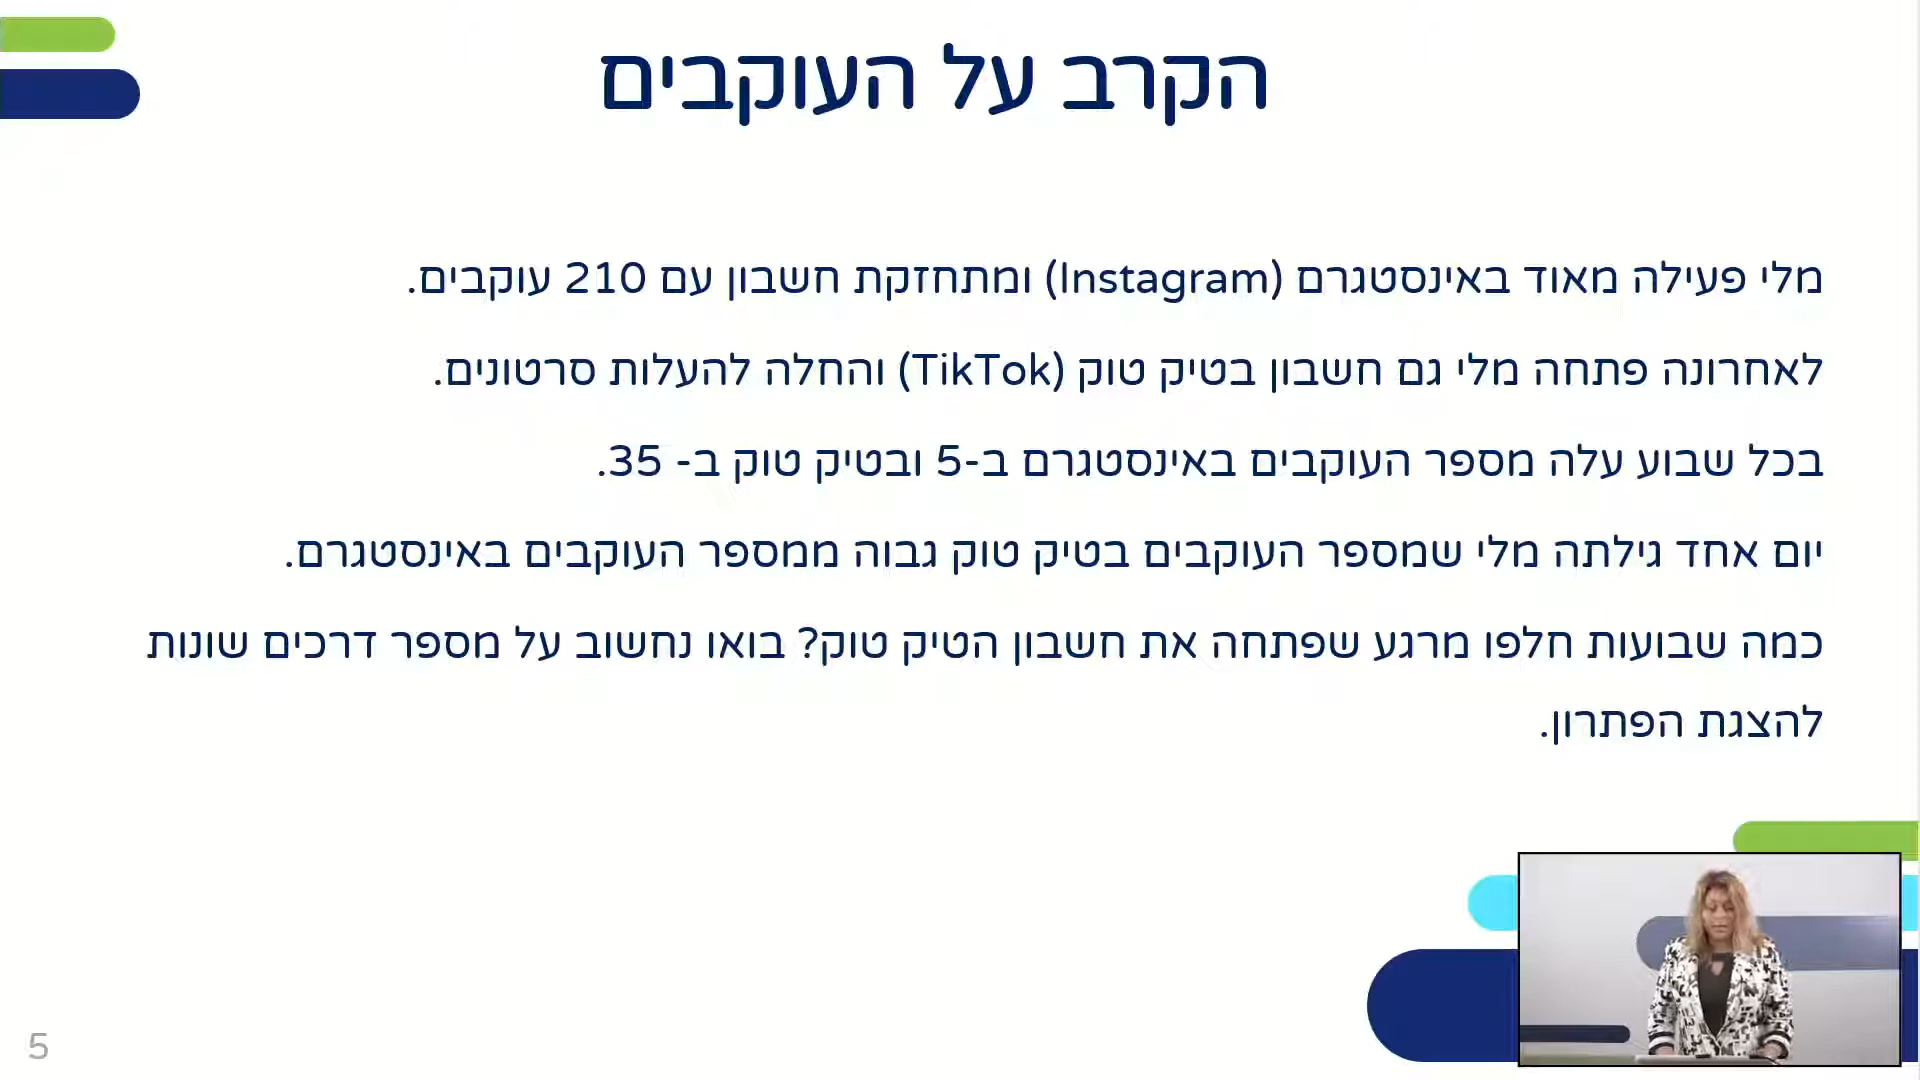 הקרב על העוקבים
מלי פעילה מאוד באינסטגרם (Instagram) ומתחזקת חשבון עם 210 עוקבים.
לאחרונה פתחה מלי גם חשבון בטיק טוק (TikTok) והחלה להעלות סרטונים.
בכל שבוע עלה מספר העוקבים באינסטגרם ב-5 ובטיק טוק ב- 35.
יום אחד גילתה מלי שמספר העוקבים בטיק טוק גבוה ממספר העוקבים באינסטגרם.
כמה שבועות חלפו מרגע שפתחה את חשבון הטיק טוק? בואו נחשוב על מספר דרכים שונות
להצגת הפתרון.
5